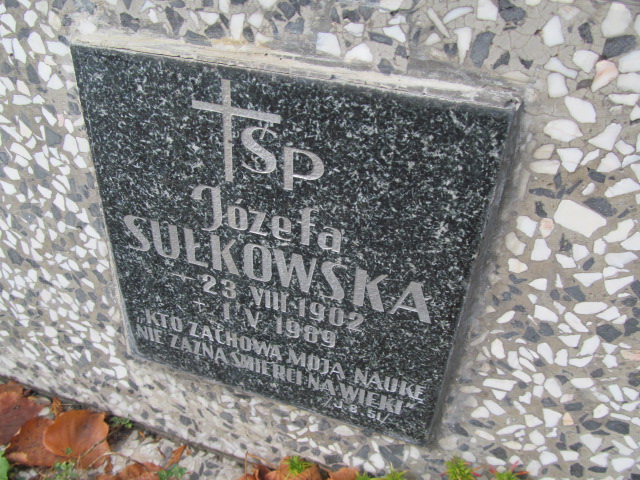 ŚP
Józefa
SUŁKOWSKA
23 VIII 1902
+ 1 V 1989
"KTO ZACHOWA MOJĄ NAUKĘ
NIE ZAZNA ŚMIERCI NA WIEKI"